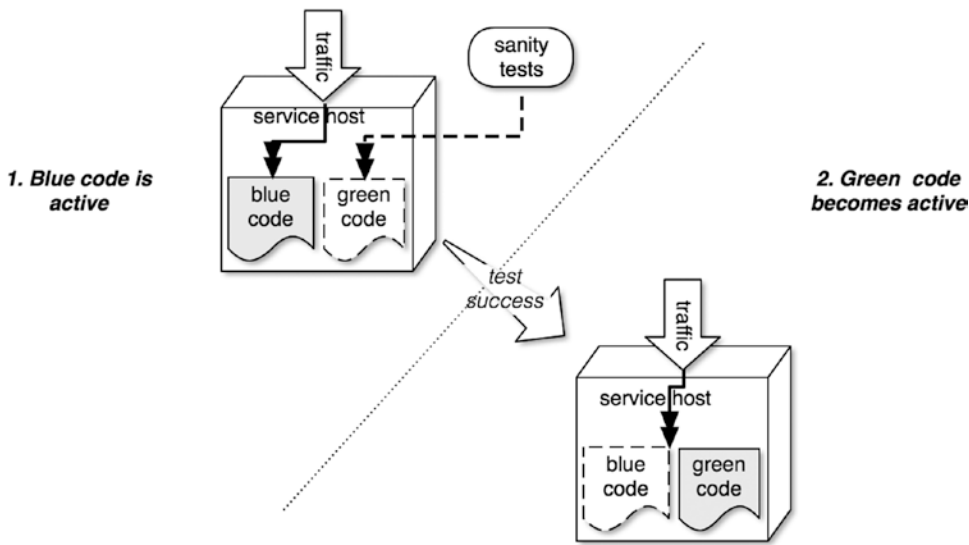 traffic
sanity
tests
service host
1. Blue code is
active
blue
code
green
code
2. Green code
becomes active
test
success
traffic
service host
blue
code
green
code